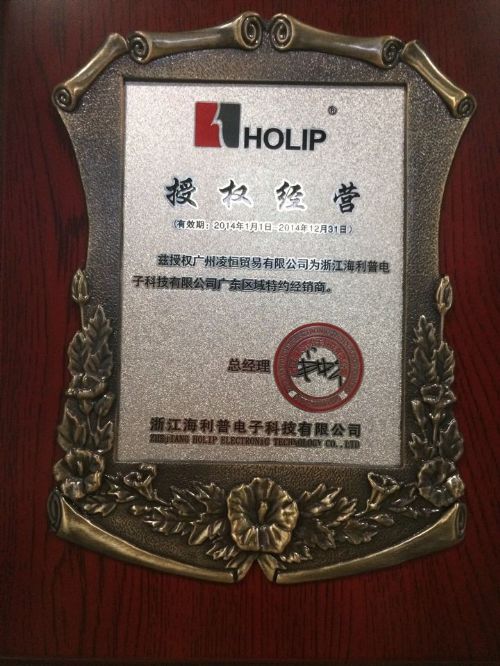 HOLIP®
授权经营
(有效期：2014年1月1日-2014年12月31日)
兹授权广州凌恒贸易有限公司为浙江海利普电
子科技有限公司广东区域特约经销商。
总经理
浙江海利普电子科技有限公司
ZHEJIANG HOLIP ELECTRONIC TECHNOLOGY CO.,LTD